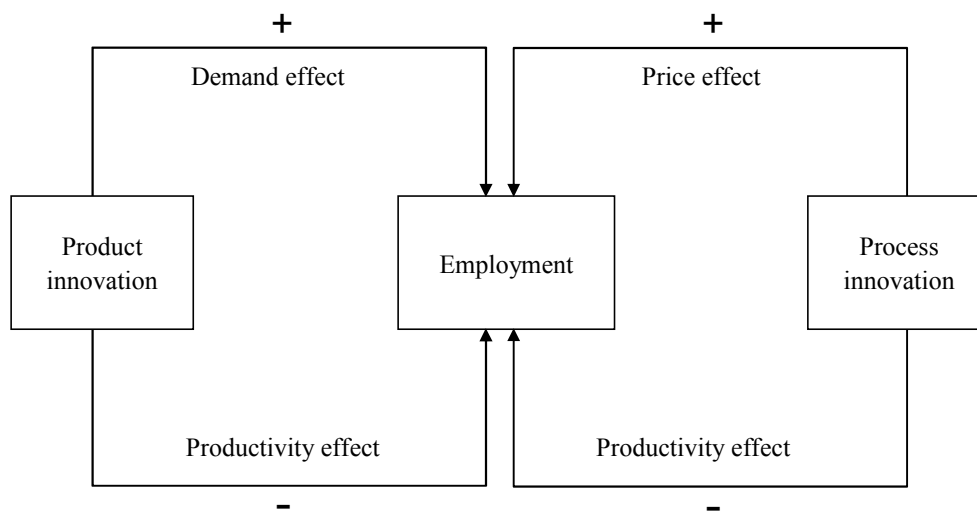 +
+
Demand effect
Price effect
Product
innovation
Employment
Process
innovation
Productivity effect
Productivity effect
-
-